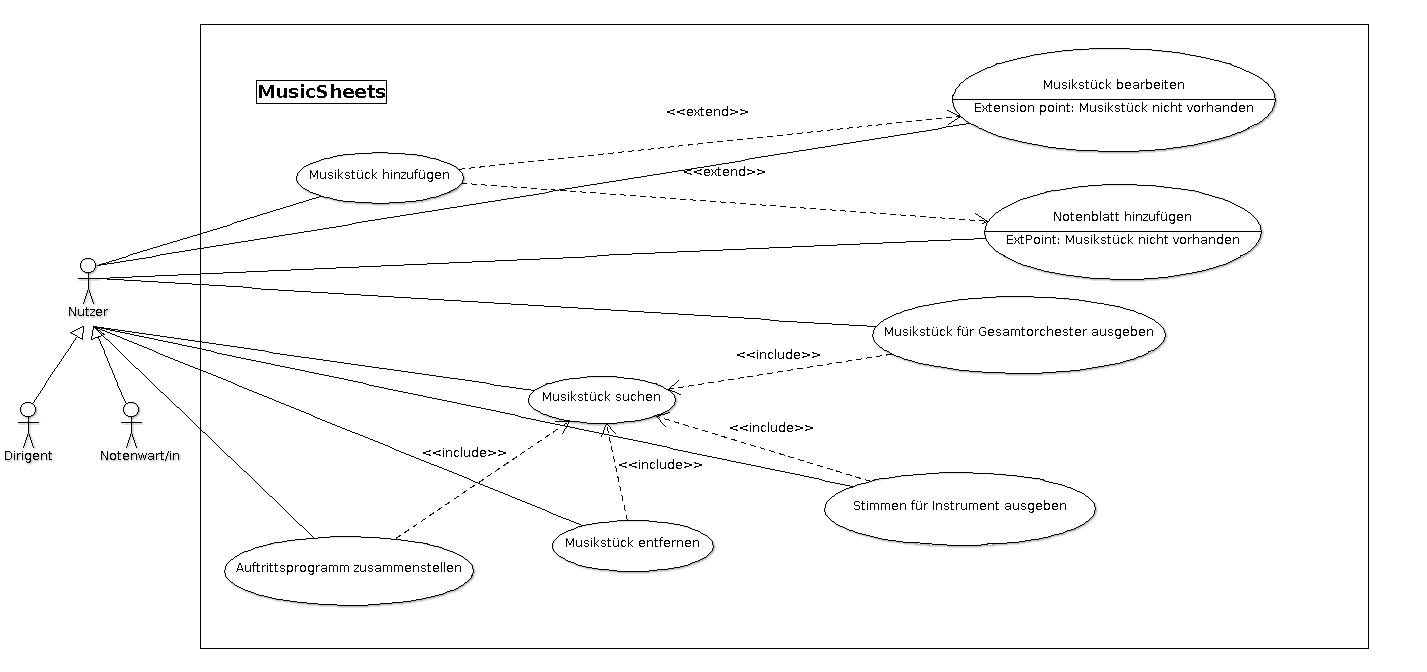 MusicSheets
Musikstück bearbeiten
Extension point: Musikstück nicht vorhanden
<<extend>>
Musikstück hinzufügen
<<extend>>
Notenblatt hinzufügen
ExtPoint: Musikstück nicht vorhanden
Nutzer
Musikstück für Gesamtorchester ausgeben
<<include>>
Musikstück suchen
<<include>>
Dirigent
Notenwart/in
<<include>>
<<include>>
Stimmen für Instrument ausgeben
Musikstück entfernen
Auftrittsprogramm zusammenstellen